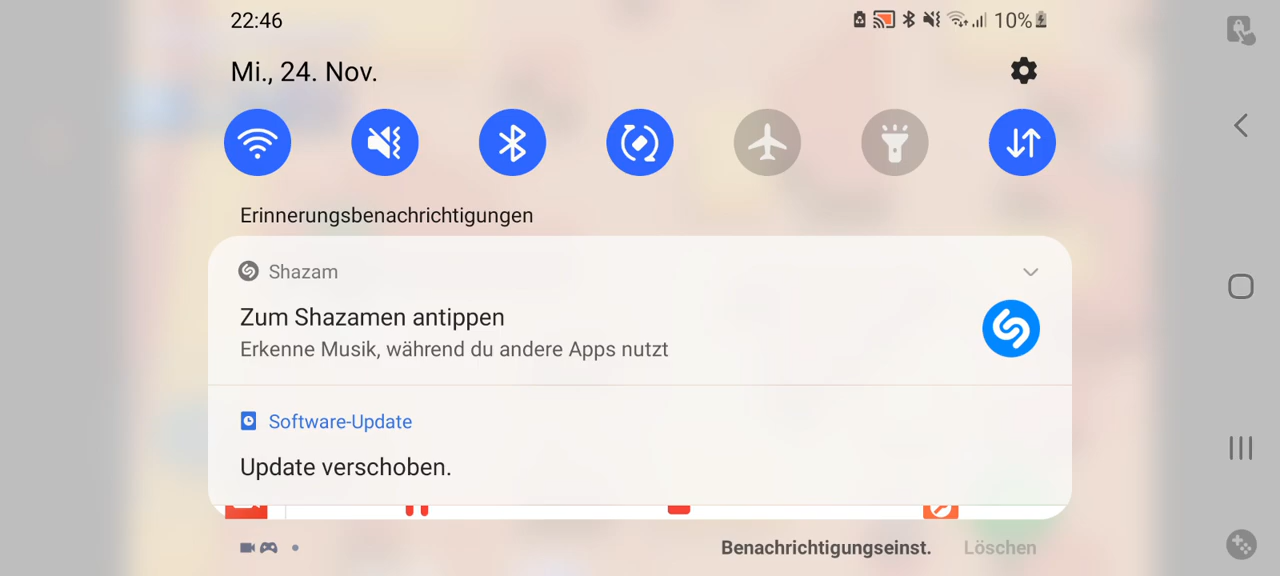 22:46
10%
Mi., 24. Nov.
Erinnerungsbenachrichtigungen
Shazam
Zum Shazamen antippen
Erkenne Musik, während du andere Apps nutzt
Software-Update
Update verschoben.
Benachrichtigungseinst. Löschen